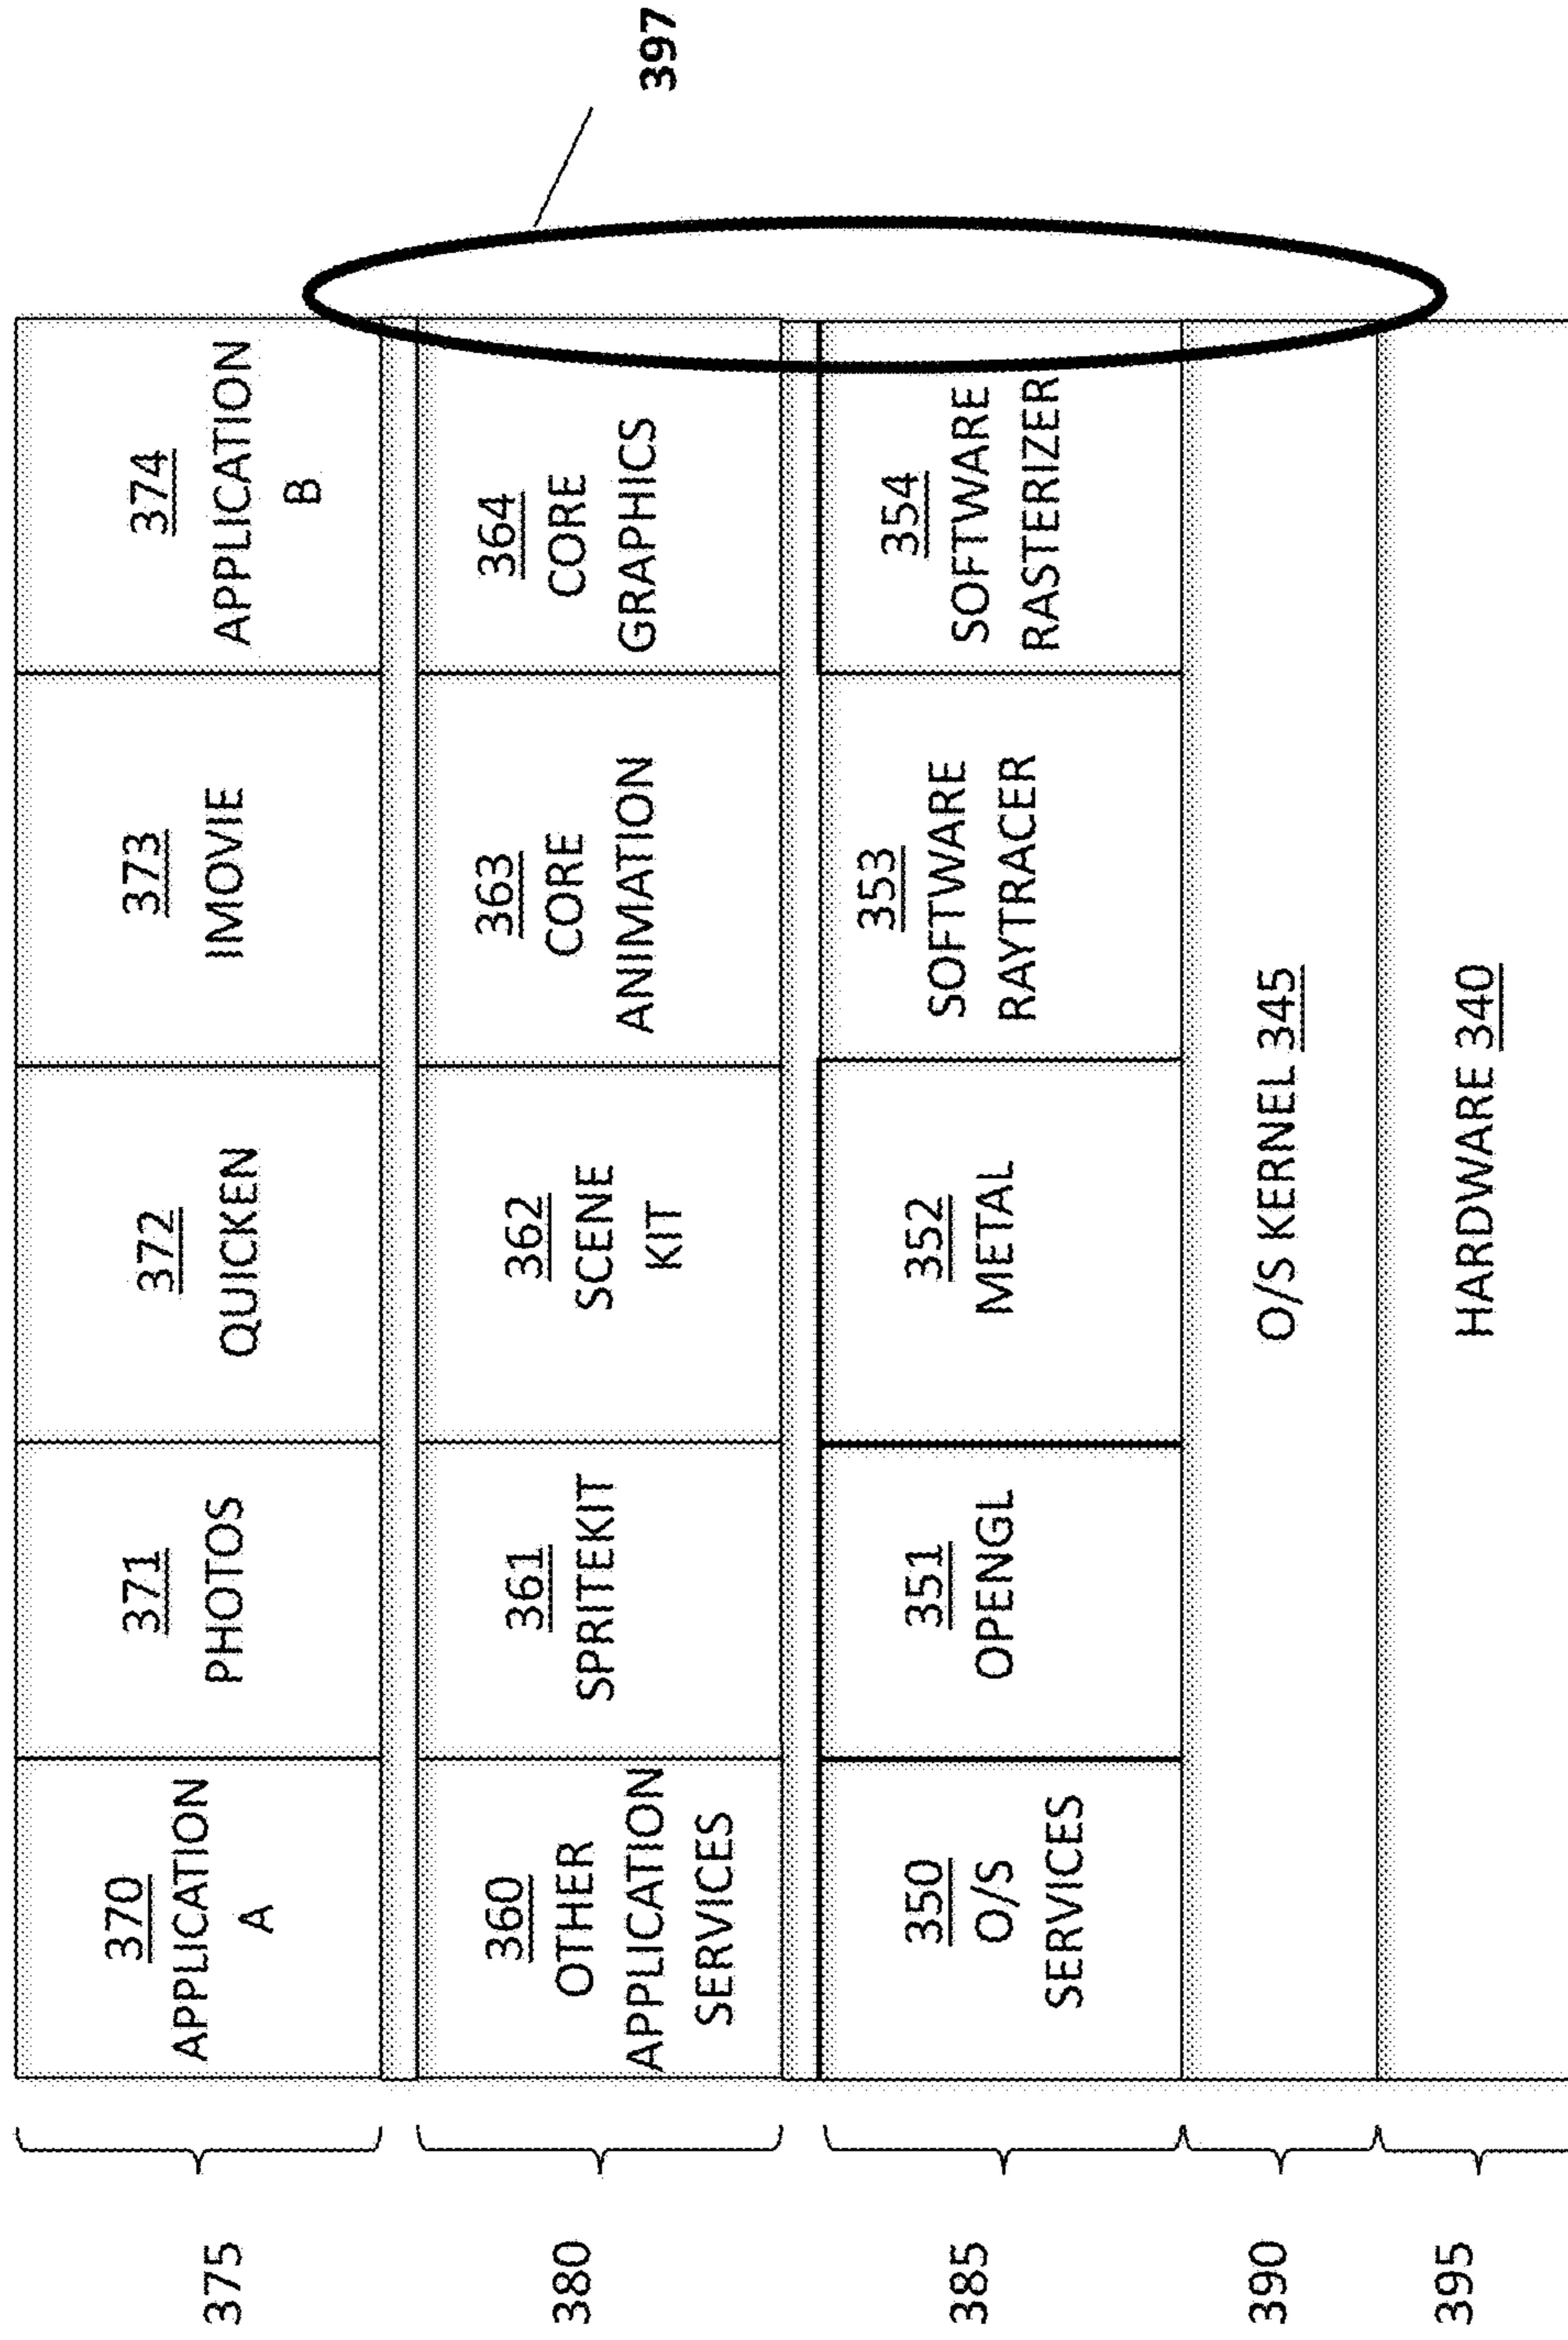 397
375
370
APPLICATION
A
371
PHOTOS
372
QUICKEN
373
IMOVIE
374
APPLICATION
B
380
360
OTHER
APPLICATION
SERVICES
361
SPRITEKIT
362
SCENE
KIT
363
CORE
ANIMATION
364
CORE
GRAPHICS
385
350
O/S
SERVICES
351
OPENGL
352
METAL
353
SOFTWARE
RAYTRACER
354
SOFTWARE
RASTERIZER
390
O/S KERNEL 345
395
HARDWARE 340